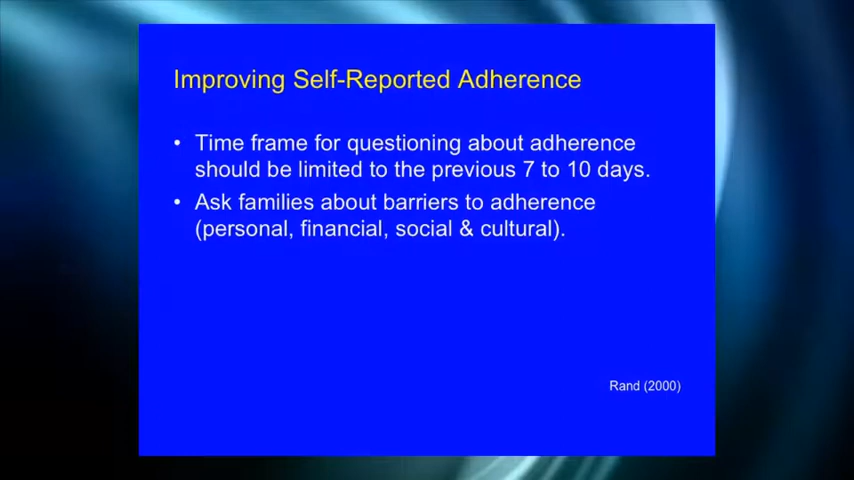 Improving Self-Reported Adherence
• Time frame for questioning about adherence
should be limited to the previous 7 to 10 days.
• Ask families about barriers to adherence
(personal, financial, social & cultural).
Rand (2000)